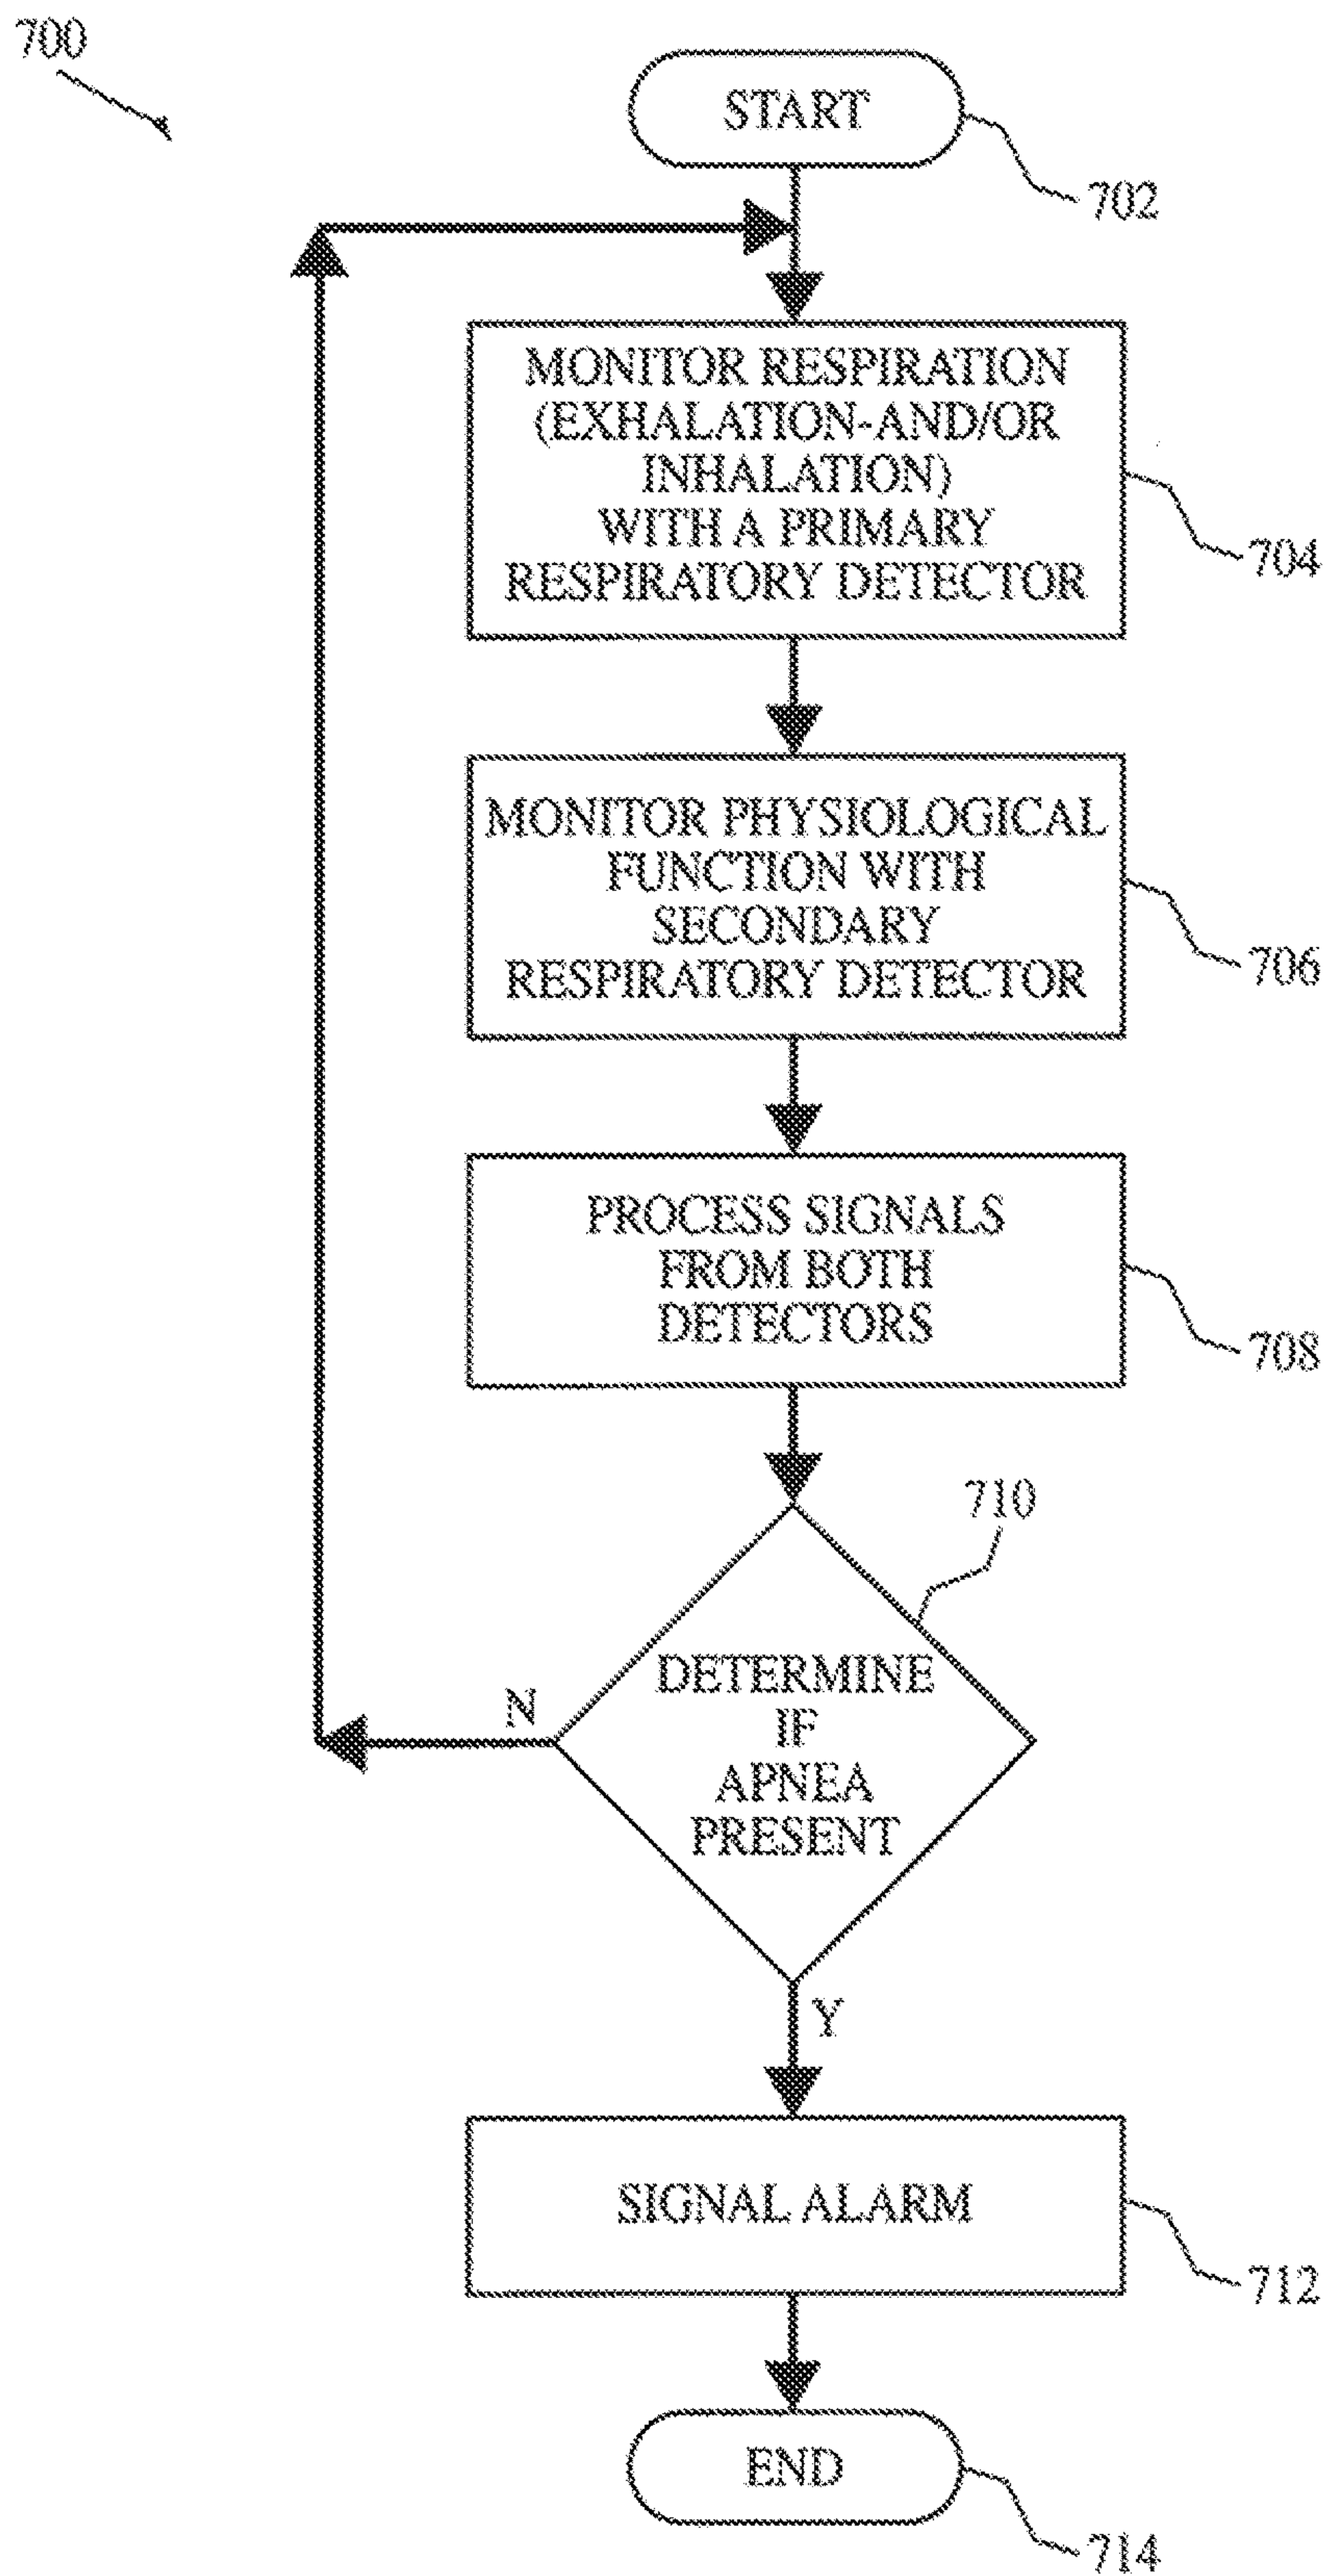 700
START
702
MONITOR RESPIRATION
(EXHALATION-AND/OR
INHALATION)
WITH A PRIMARY
RESPIRATORY DETECTOR
704
MONITOR PHYSIOLOGICAL
FUNCTION WITH
SECONDARY
RESPIRATORY DETECTOR
706
PROCESS SIGNALS
FROM BOTH
DETECTORS
708
710
DETERMINE
IF
APNEA
PRESENT
N
Y
SIGNAL ALARM
712
END
714